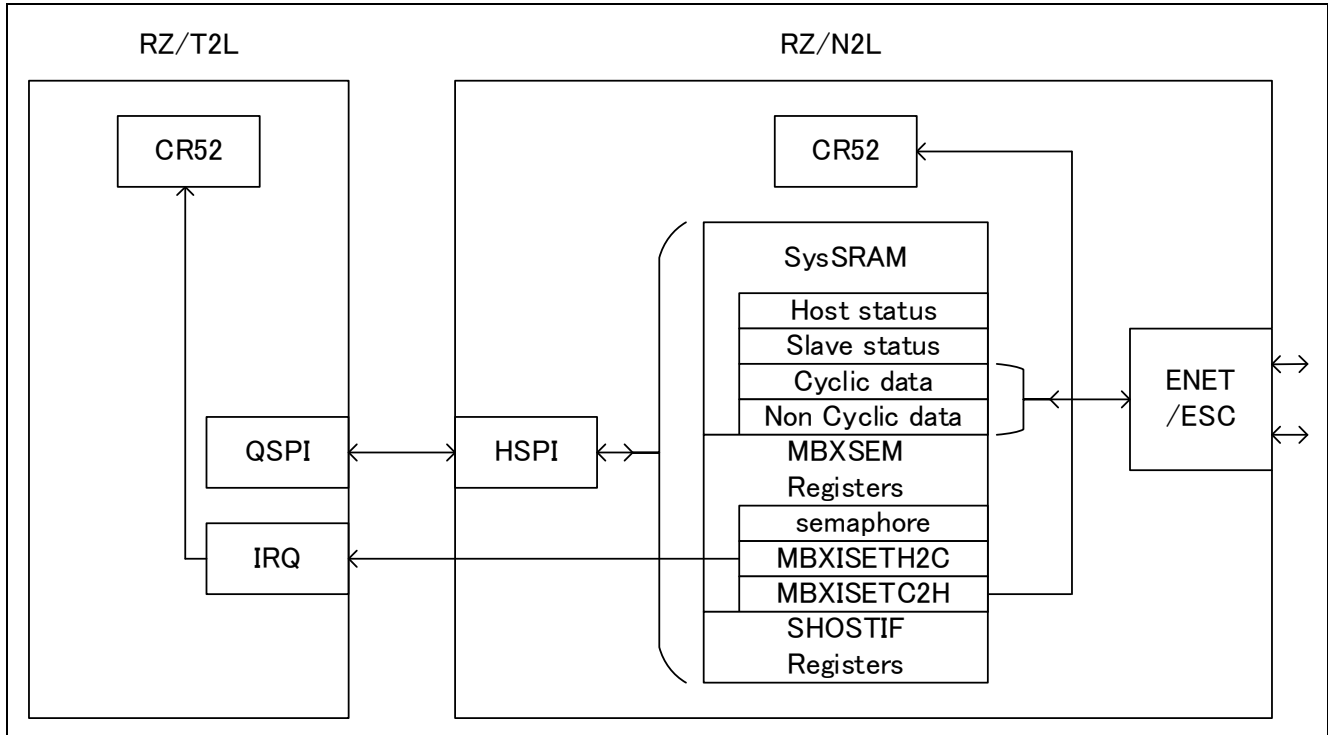 RZ/T2L
RZ/N2L
CR52
CR52
SysSRAM
Host status
Slave status
Cyclic data
Non Cyclic data
ENET
/ESC
QSPI
HSPI
MBXSEM
Registers
semaphore
IRQ
MBXISETH2C
MBXISETC2H
SHOSTIF
Registers